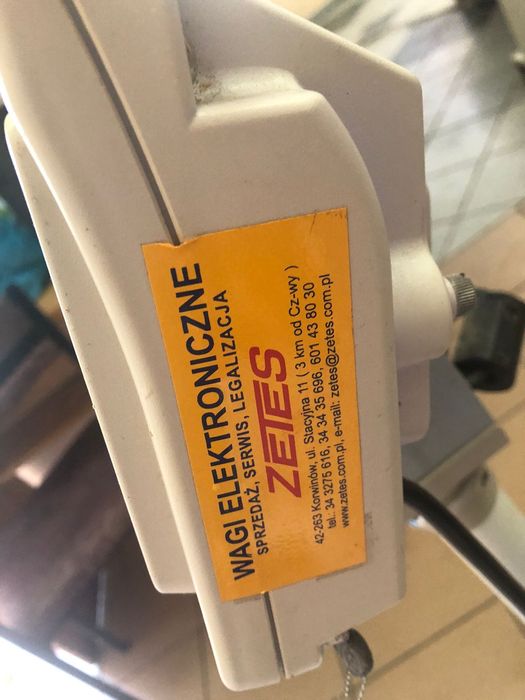 WAGI ELEKTRONICZNE
SPRZEDAŻ, SERWIS, LEGALIZACJA
ZETES
42-263 Korwinów, ul. Stacyjna 11 ( 3 km od Cz-wy )
tel.: 34 3276 616, 34 34 35 696, 601 43 80 30
www.zetes.com.pl, e-mail: zetes@zetes.com.pl